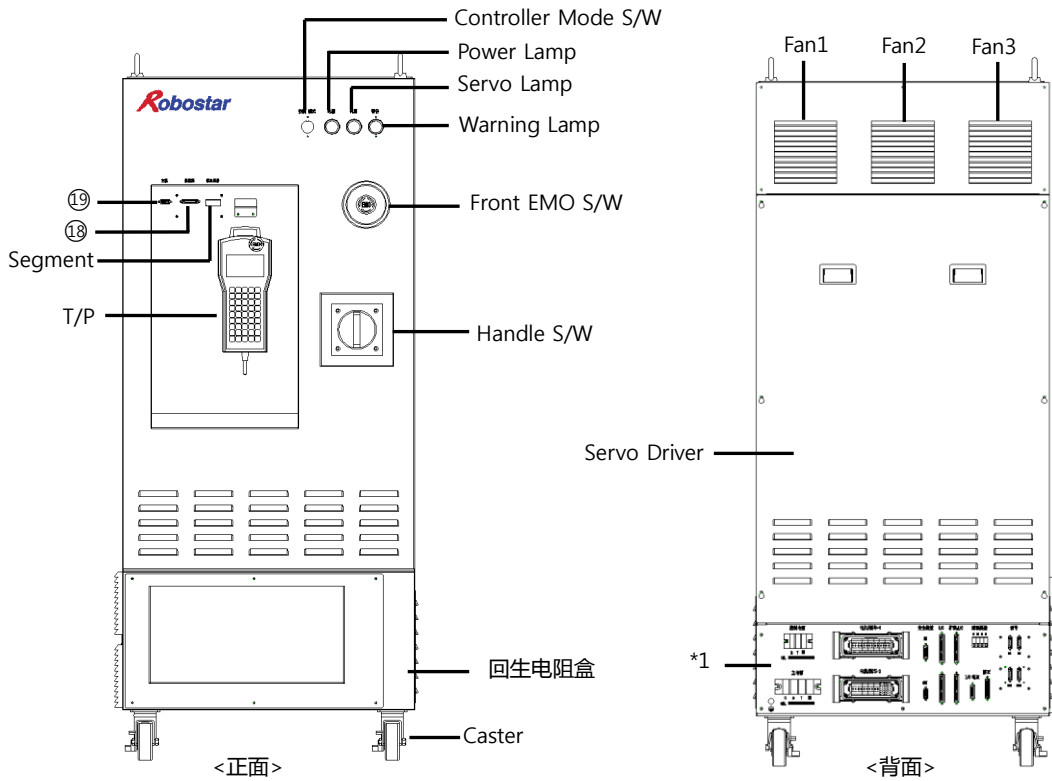 Controller Mode S/W
Power Lamp
Servo Lamp
Warning Lamp
Robostar
Front EMO S/W
⑲
⑱
Segment
T/P
Handle S/W
回生电阻盒
Caster
<正面>
Fan1
Fan2
Fan3
Servo Driver
*1
<背面>